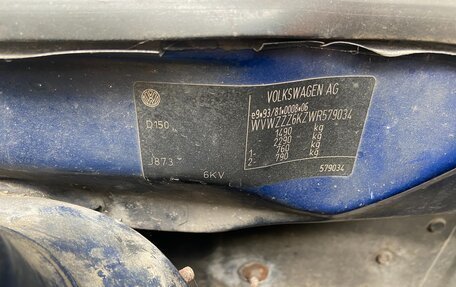 VOLKSWAGEN AG
e9*93/81*0008*06
WVWZZZ6KZWR579034
1490 kg
2290 kg
1- 760 kg
2- 790 kg
D150
J873
6KV
579034